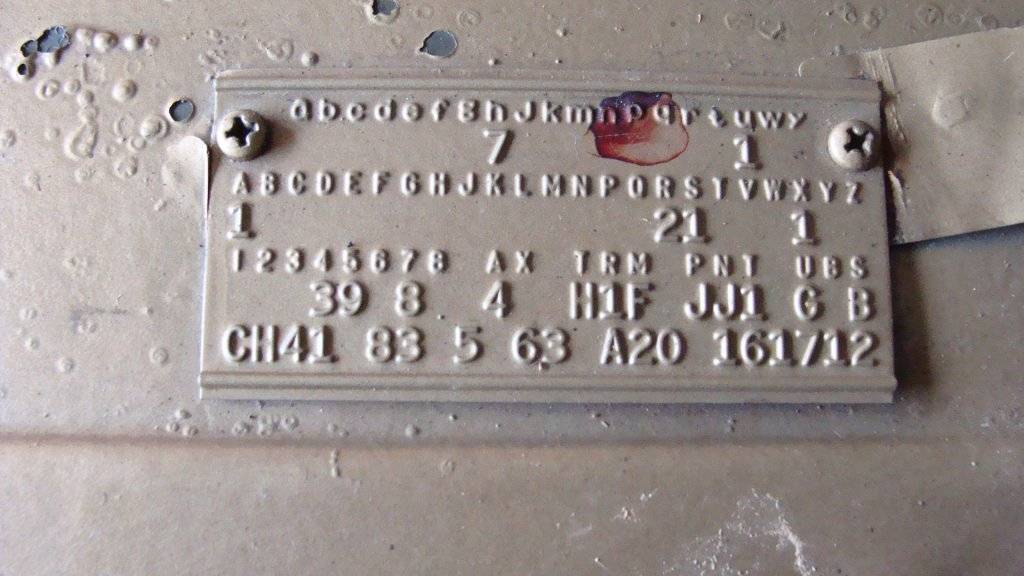 abcdefghJkmnpqrtuwy
7 1
ABCDEFGHJKLMNPQRSTVWXYZ
1 21 1
12345678 AX TRM PNT UBS
39 8 4 H1F JJ1 G B
CH41 83 5 63 A20 161712